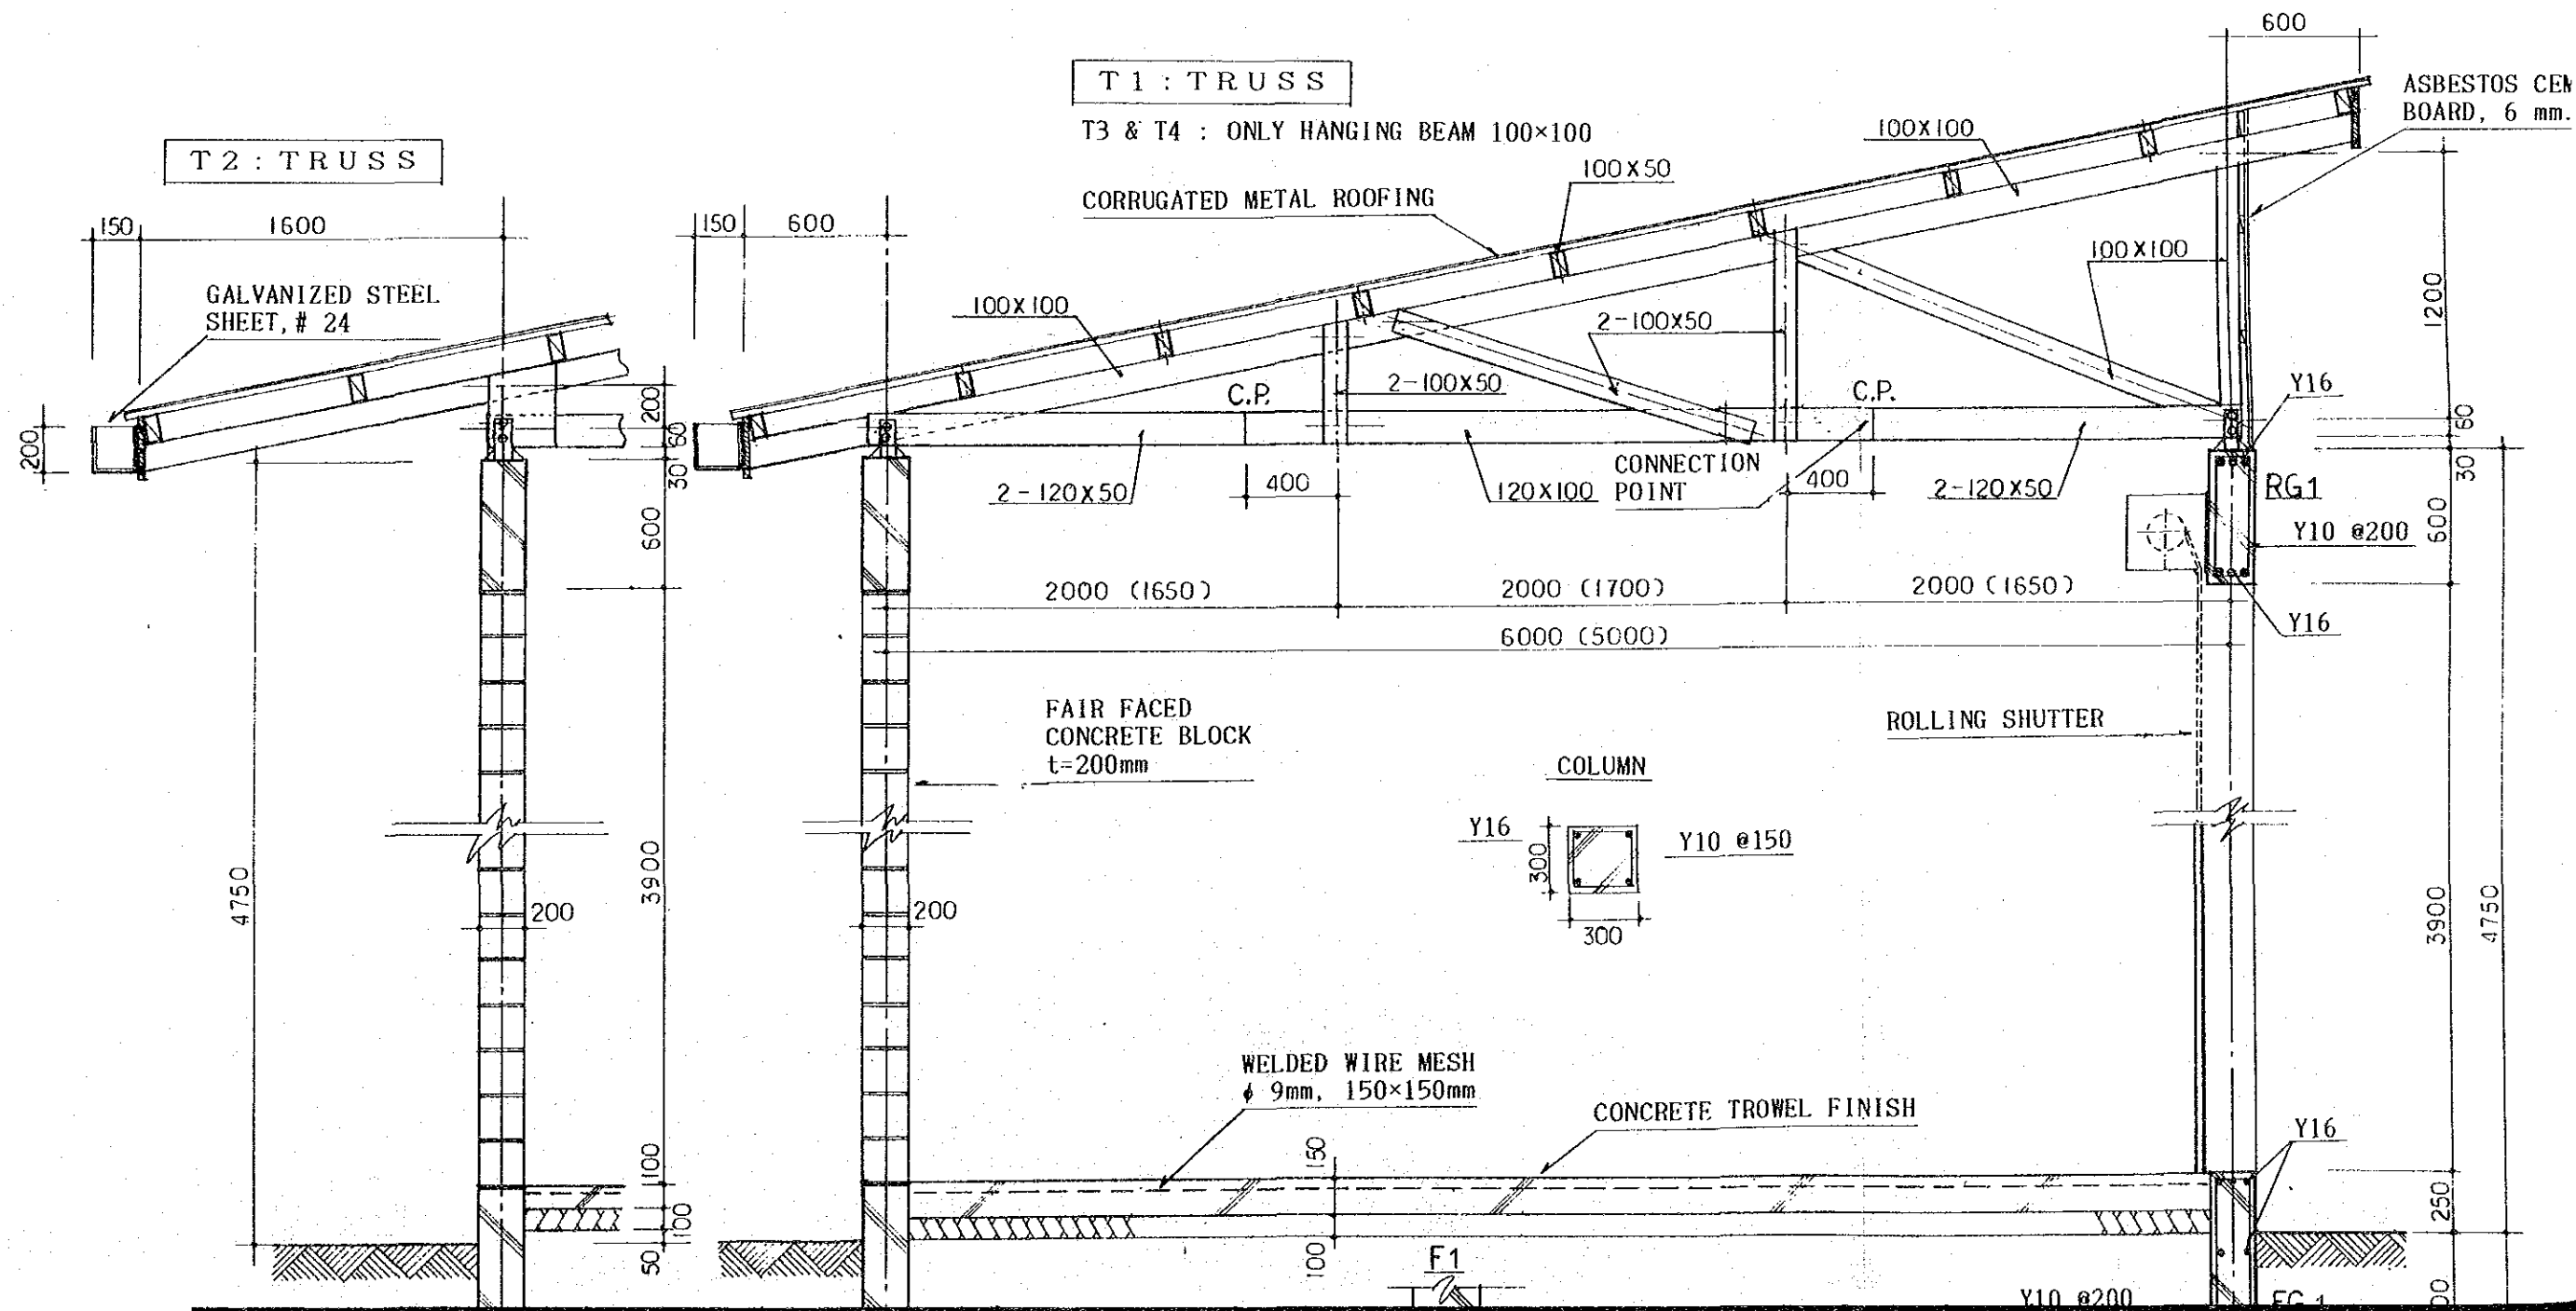 600
T1:TRUSS
ASBESTOS CEM
BOARD, 6 mm.
T3 & T4 : ONLY HANGING BEAM 100×100
100X100
T2:TRUSS
100X50
CORRUGATED METAL ROOFING
150
1600
150
600
100X100
GALVANIZED STEEL
SHEET, # 24
100X100
2-100X50
1200
200
2-100X50
C.P.
C.P.
Y16
200
60
60
30
30
2-120X50
400
120X100
CONNECTION
POINT
400
2-120X50
RG1
600
600
Y10 @200
2000 (1650)
2000 (1700)
2000 (1650)
Y16
6000 (5000)
FAIR FACED
CONCRETE BLOCK
t=200mm
ROLLING SHUTTER
COLUMN
Y16
300
Y10 @150
300
4750
3900
200
200
3900
4750
WELDED WIRE MESH
φ 9mm, 150×150mm
CONCRETE TROWEL FINISH
Y16
100
150
250
100
50
100
F1
Y10 @200